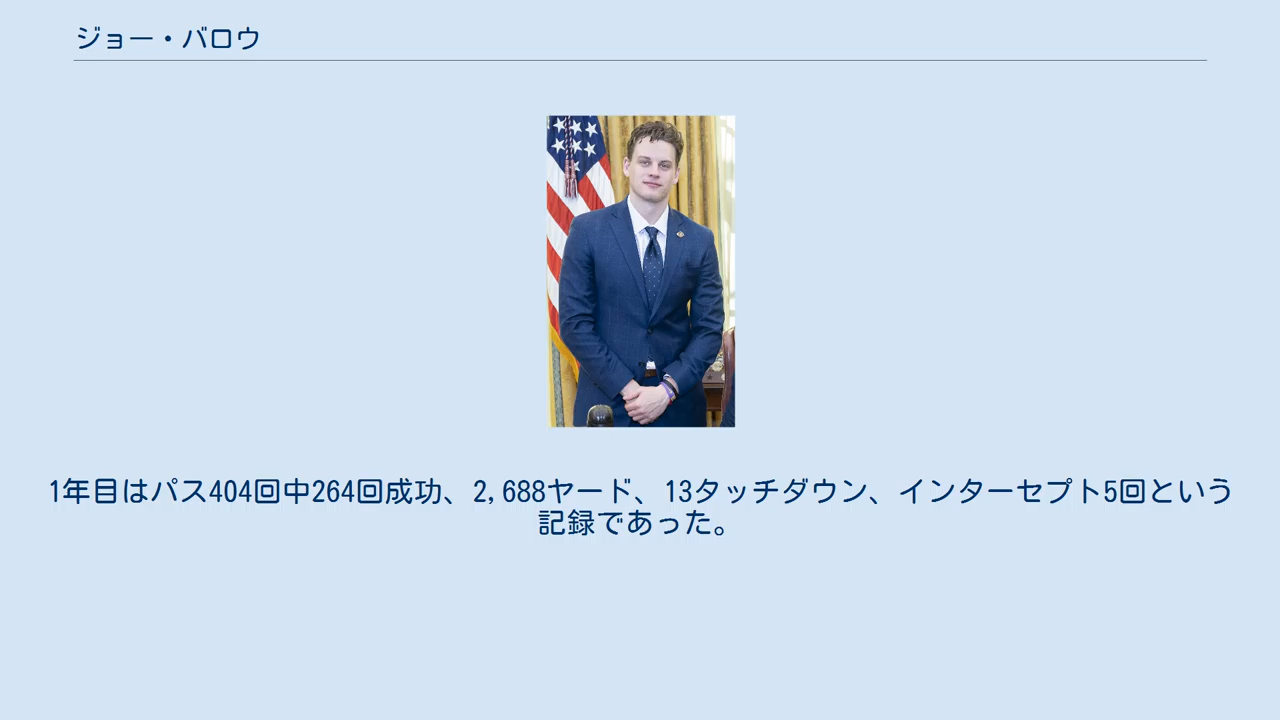 ジョー・バロウ
1年目はパス404回中264回成功、2,688ヤード、13タッチダウン、インターセプト5回という
記録であった。